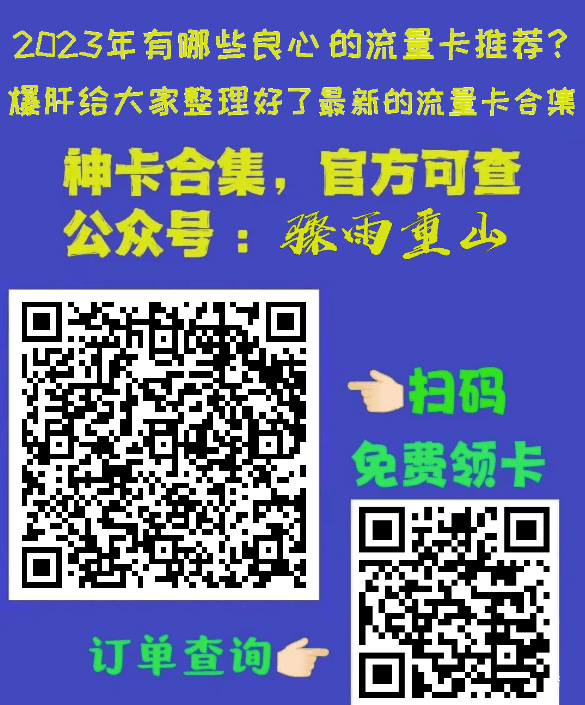 2023年有哪些良心的流量卡推荐？
爆肝给大家整理好了最新的流量卡合集
神卡合集，官方可查
公众号：骤雨重山
扫码
免费领卡
订单查询